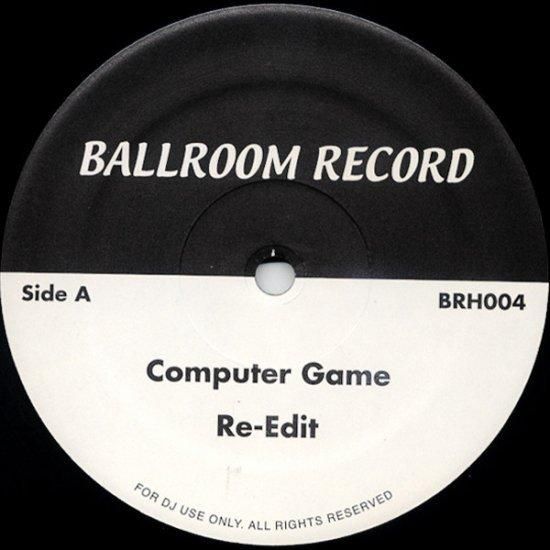 BALLROOM RECORD
Side A
BRH004
Computer Game
Re-Edit
FOR DJ USE ONLY. ALL RIGHTS RESERVED